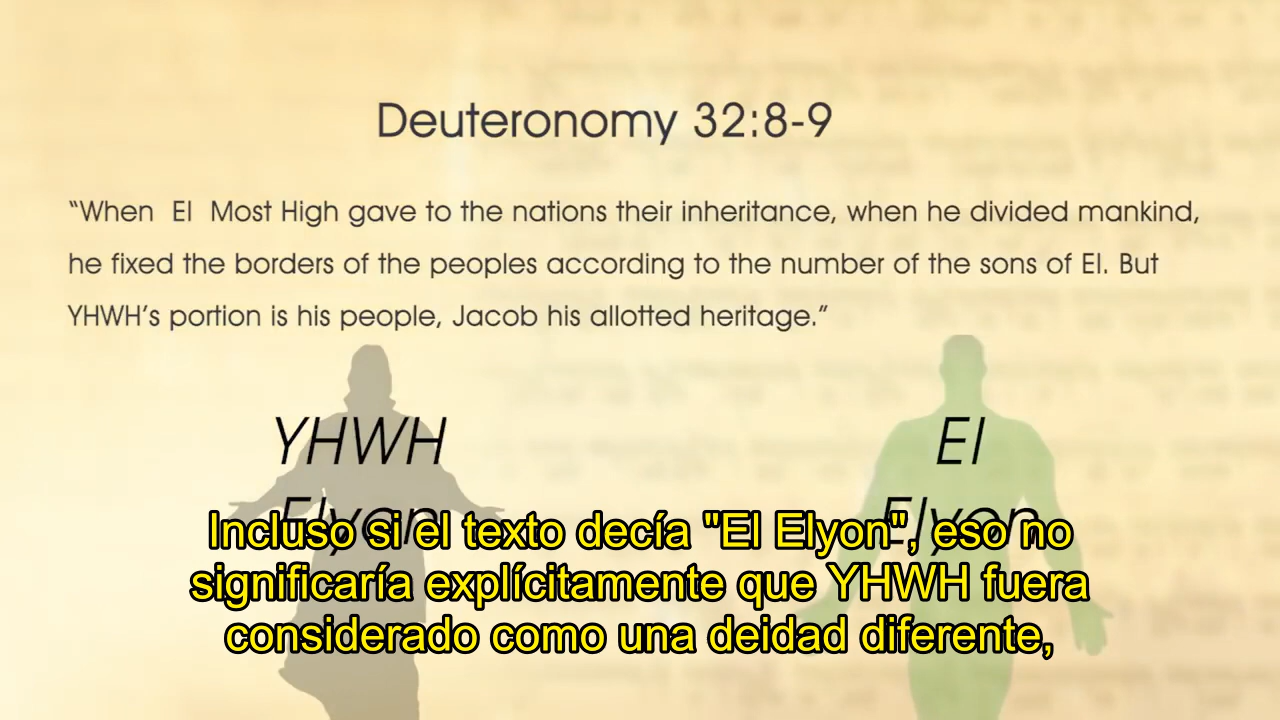 Deuteronomy 32:8-9
“When El Most High gave to the nations their inheritance, when he divided mankind,
he fixed the borders of the peoples according to the number of the sons of El. But
YHWH’s portion is his people, Jacob his allotted heritage.”
YHWH
Elyon
El
Elyon
Incluso si el texto decía "El Elyon", eso no
significaría explícitamente que YHWH fuera
considerado como una deidad diferente,